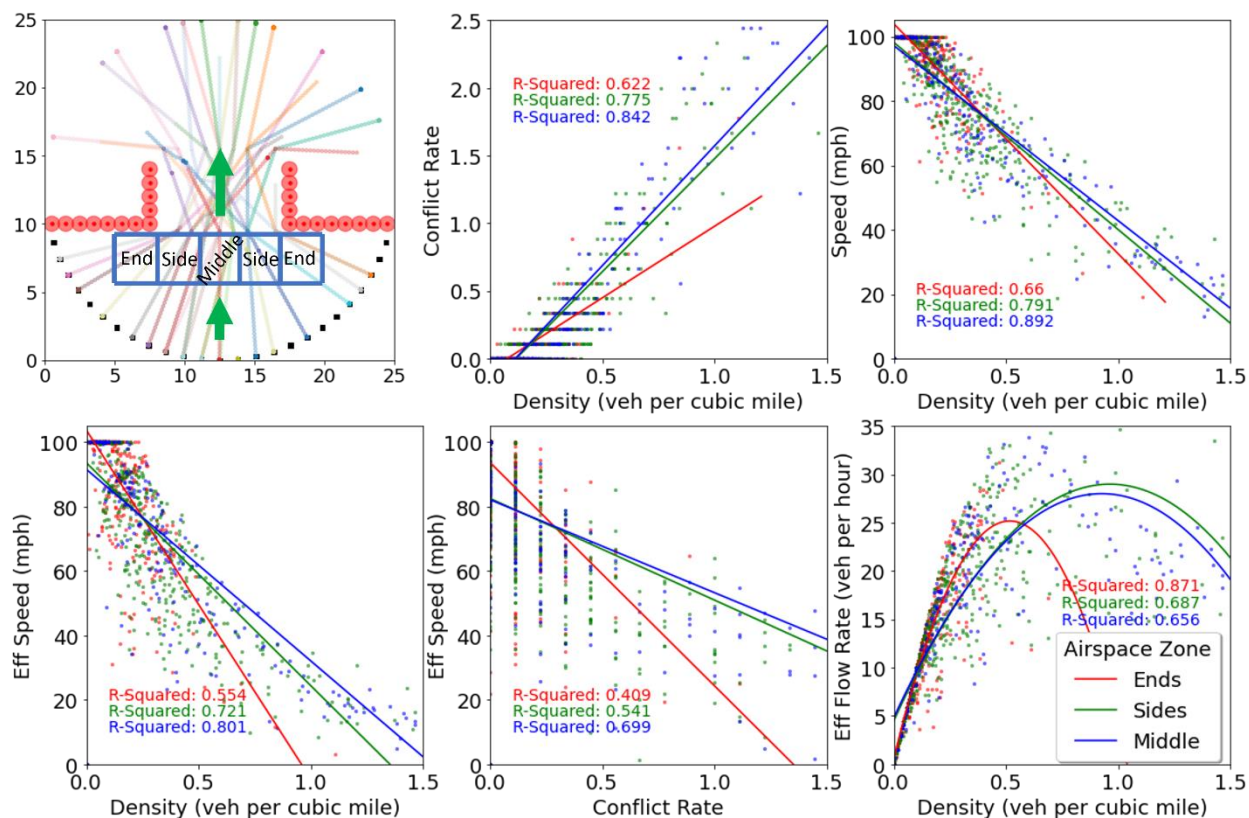 25
20
15
10
5
0
0 5 10 15 20 25
End Side Middle Side End
2.5
2.0
1.5
1.0
0.5
0.0
0.0 0.5 1.0 1.5
Conflict Rate
Density (veh per cubic mile)
R-Squared: 0.622
R-Squared: 0.775
R-Squared: 0.842
100
80
60
40
20
0
0.0 0.5 1.0 1.5
Speed (mph)
Density (veh per cubic mile)
R-Squared: 0.66
R-Squared: 0.791
R-Squared: 0.892
100
80
60
40
20
0
0.0 0.5 1.0 1.5
Eff Speed (mph)
Density (veh per cubic mile)
R-Squared: 0.554
R-Squared: 0.721
R-Squared: 0.801
100
80
60
40
20
0
0.0 0.5 1.0 1.5
Eff Speed (mph)
Conflict Rate
R-Squared: 0.409
R-Squared: 0.541
R-Squared: 0.699
35
30
25
20
15
10
5
0
0.0 0.5 1.0 1.5
Eff Flow Rate (veh per hour)
Density (veh per cubic mile)
R-Squared: 0.871
R-Squared: 0.687
R-Squared: 0.656
Airspace Zone
Ends
Sides
Middle